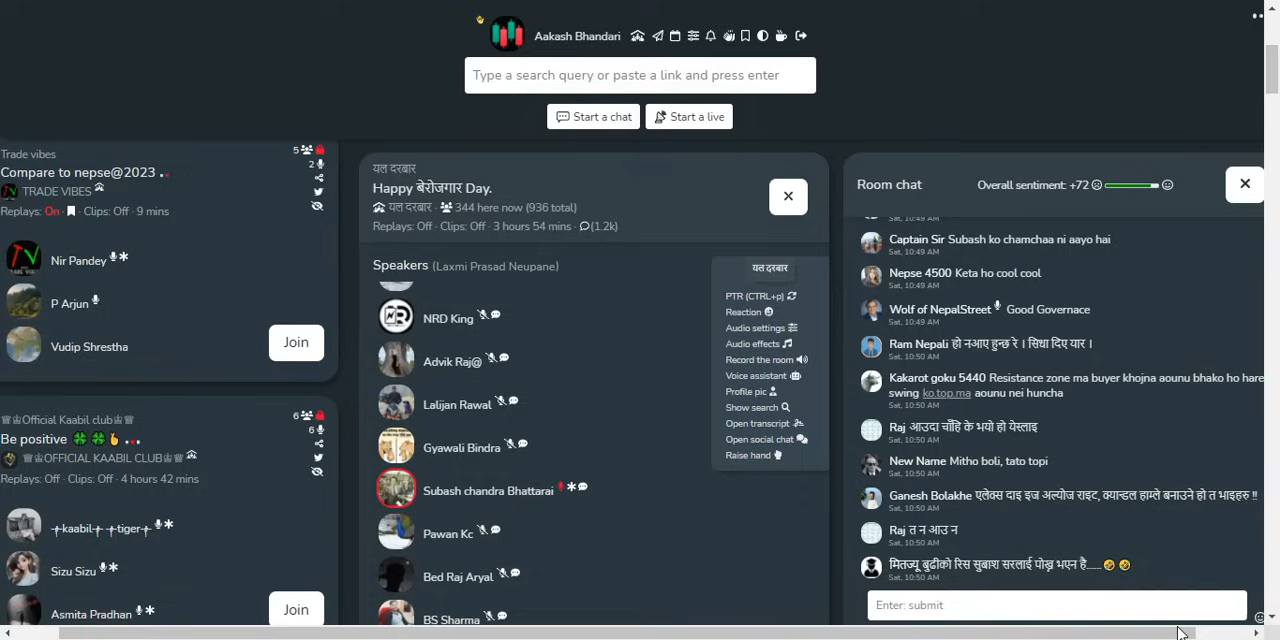 Aakash Bhandari
Type a search query or paste a link and press enter
Start a chat
Start a live
Trade vibes
5
Compare to nepse@2023
2
TRADE VIBES
Replays: On · Clips: Off · 9 mins
Nir Pandey
P Arjun
Vudip Shrestha
Join
♕♔Official Kaabil club♔♕
6
Be positive 🍀🍀
6
♕♔OFFICIAL KAABIL CLUB♔♕
Replays: Off · Clips: Off · 4 hours 42 mins
kaabil tiger
Sizu Sizu
Asmita Pradhan
Join
यल दरबार
Happy बेरोजगार Day.
यल दरबार · 344 here now (936 total)
Replays: Off · Clips: Off · 3 hours 54 mins · (1.2k)
Speakers (Laxmi Prasad Neupane)
NRD King
Advik Raj@
Lalijan Rawal
Gyawali Bindra
Subash chandra Bhattarai
Pawan Kc
Bed Raj Aryal
BS Sharma
यल दरबार
PTR (CTRL+p)
Reaction
Audio settings
Audio effects
Record the room
Voice assistant
Profile pic
Show search
Open transcript
Open social chat
Raise hand
Room chat
Overall sentiment: +72
Sat, 10:49 AM
Captain Sir Subash ko chamchaa ni aayo hai
Sat, 10:49 AM
Nepse 4500 Keta ho cool cool
Sat, 10:49 AM
Wolf of NepalStreet Good Governace
Sat, 10:49 AM
Ram Nepali हो नआए हुन्छ रे । सिधा दिए यार ।
Sat, 10:50 AM
Kakarot goku 5440 Resistance zone ma buyer khojna aounu bhako ho hare
swing ko.top.ma aounu nei huncha
Sat, 10:50 AM
Raj आउदा चाँहि के भयो हो येस्लाइ
Sat, 10:50 AM
New Name Mitho boli, tato topi
Sat, 10:50 AM
Ganesh Bolakhe एलेक्स दाइ इज अल्योज राइट, क्यान्डल हाम्ले बनाउने हो त भाइहरु !!
Sat, 10:50 AM
Raj त न आउ न
Sat, 10:50 AM
मितज्यू बुढीको रिस सुबाश सरलाई पोख्नु भएन है...... 🤣 🤣
Sat, 10:50 AM
Enter: submit